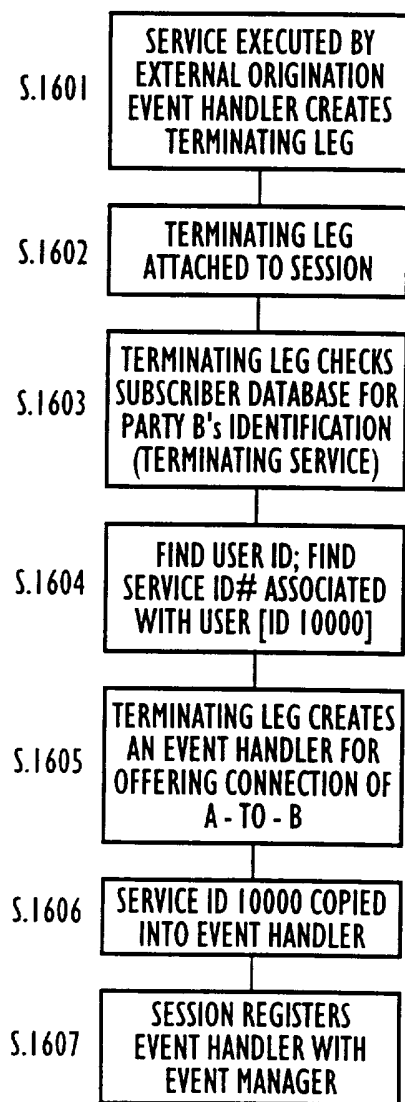 S.1601
SERVICE EXECUTED BY
EXTERNAL ORIGINATION
EVENT HANDLER CREATES
TERMINATING LEG
S.1602
TERMINATING LEG
ATTACHED TO SESSION
S.1603
TERMINATING LEG CHECKS
SUBSCRIBER DATABASE FOR
PARTY B's IDENTIFICATION
(TERMINATING SERVICE)
S.1604
FIND USER ID; FIND
SERVICE ID# ASSOCIATED
WITH USER [ID 10000]
S.1605
TERMINATING LEG CREATES
AN EVENT HANDLER FOR
OFFERING CONNECTION OF
A - TO - B
S.1606
SERVICE ID 10000 COPIED
INTO EVENT HANDLER
S.1607
SESSION REGISTERS
EVENT HANDLER WITH
EVENT MANAGER